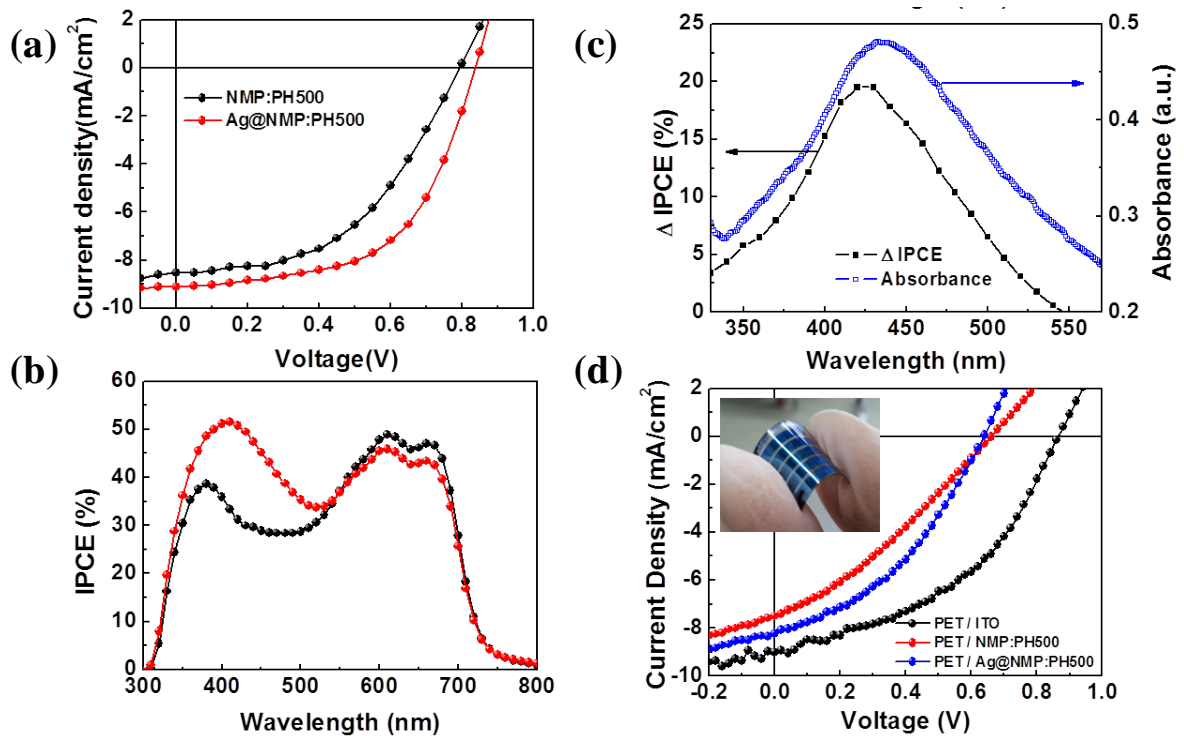 (a)
2
0
-2
-4
-6
-8
-10
Current density(mA/cm²)
NMP:PH500
Ag@NMP:PH500
0.0 0.2 0.4 0.6 0.8 1.0
Voltage(V)
(c)
25
20
15
10
5
0
Δ IPCE (%)
0.5
0.4
0.3
0.2
Absorbance (a.u.)
Δ IPCE
Absorbance
350 400 450 500 550
Wavelength (nm)
(b)
60
50
40
30
20
10
0
IPCE (%)
300 400 500 600 700 800
Wavelength (nm)
(d)
2
0
-2
-4
-6
-8
-10
Current Density (mA/cm²)
PET / ITO
PET / NMP:PH500
PET / Ag@NMP:PH500
-0.2 0.0 0.2 0.4 0.6 0.8 1.0
Voltage (V)